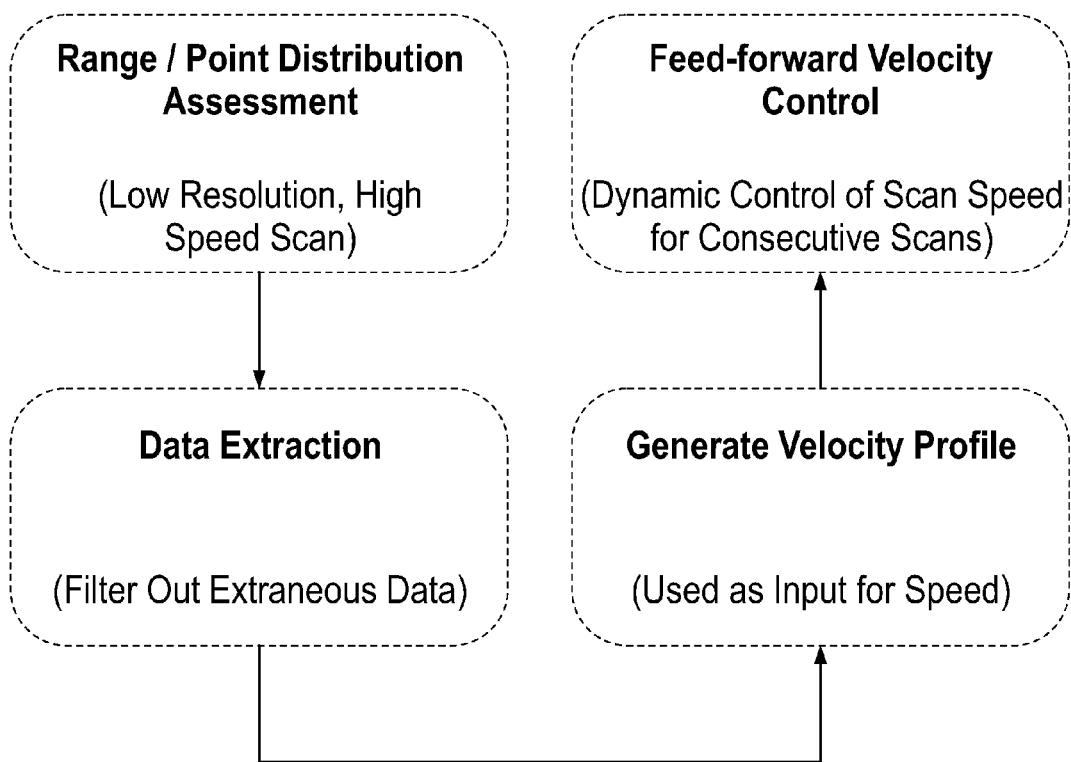 Range / Point Distribution
Assessment
(Low Resolution, High
Speed Scan)
Data Extraction
(Filter Out Extraneous Data)
Generate Velocity Profile
(Used as Input for Speed)
Feed-forward Velocity
Control
(Dynamic Control of Scan Speed
for Consecutive Scans)